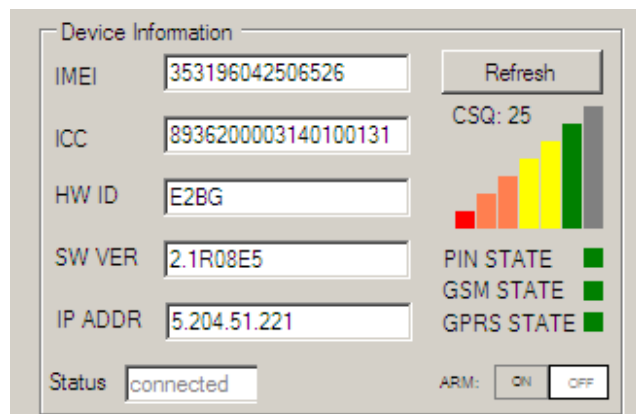 Device Information
IMEI 353196042506526 Refresh
CSQ: 25
ICC 8936200003140100131
HW ID E2BG
SW VER 2.1R08E5 PIN STATE
GSM STATE
IP ADDR 5.204.51.221 GPRS STATE
Status connected ARM: ON OFF